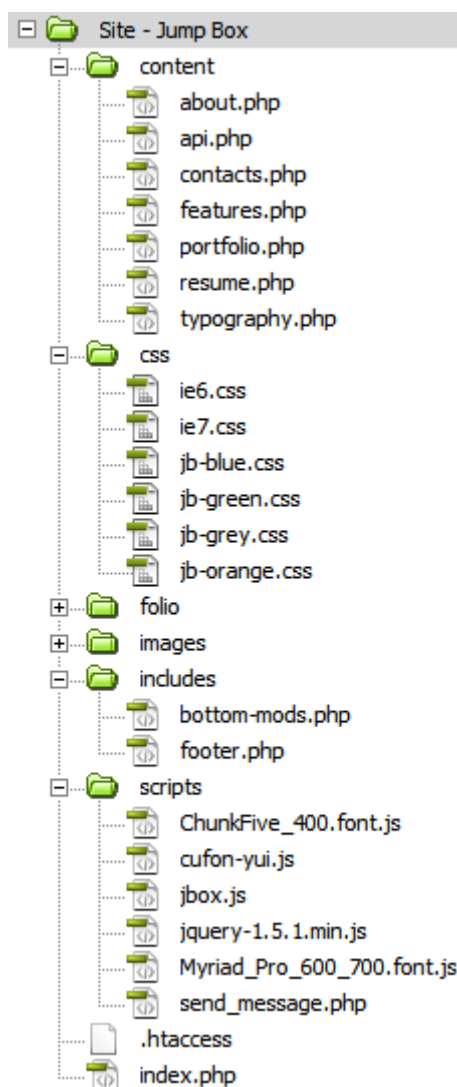 Site - Jump Box
content
about.php
api.php
contacts.php
features.php
portfolio.php
resume.php
typography.php
css
ie6.css
ie7.css
jb-blue.css
jb-green.css
jb-grey.css
jb-orange.css
folio
images
includes
bottom-mods.php
footer.php
scripts
ChunkFive_400.font.js
cufon-yui.js
jbox.js
jquery-1.5.1.min.js
Myriad_Pro_600_700.font.js
send_message.php
.htaccess
index.php